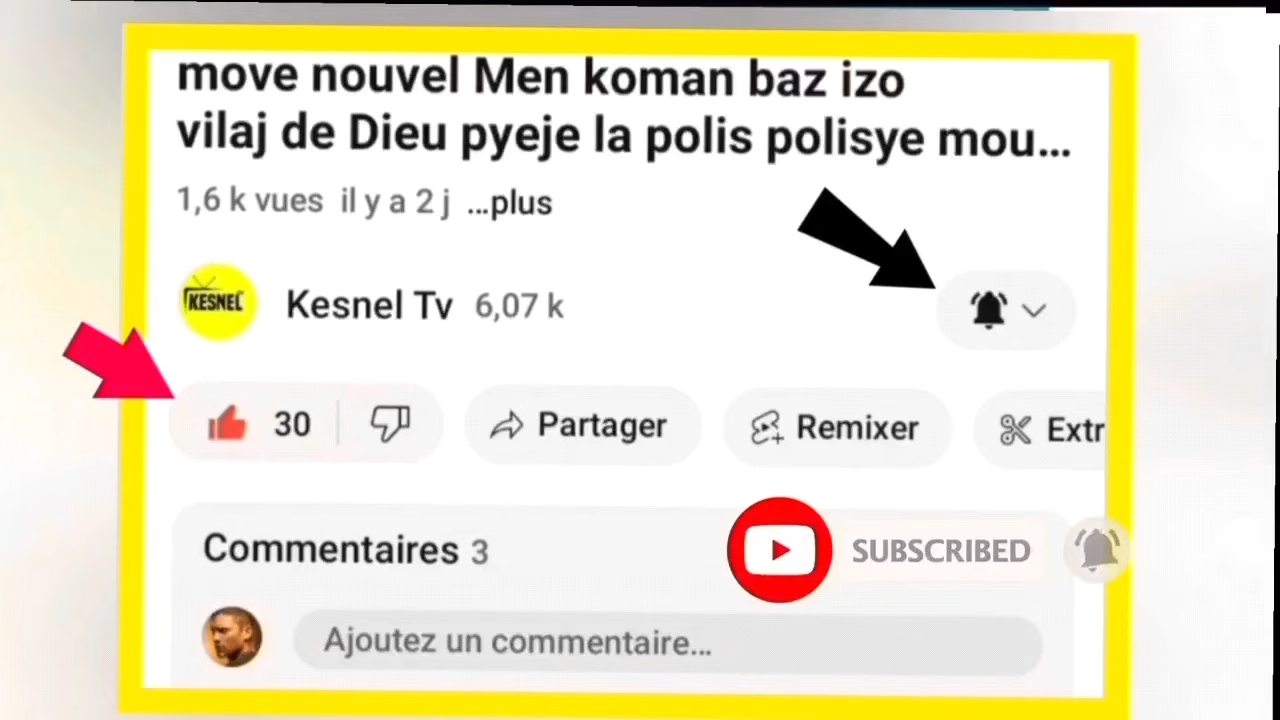 move nouvel Men koman baz izo
vilaj de Dieu pyeje la polis polisye mou...
1,6 k vues il y a 2 j ...plus
KESNEL
Kesnel Tv 6,07 k
30 Partager Remixer Extr
Commentaires 3
SUBSCRIBED
Ajoutez un commentaire...